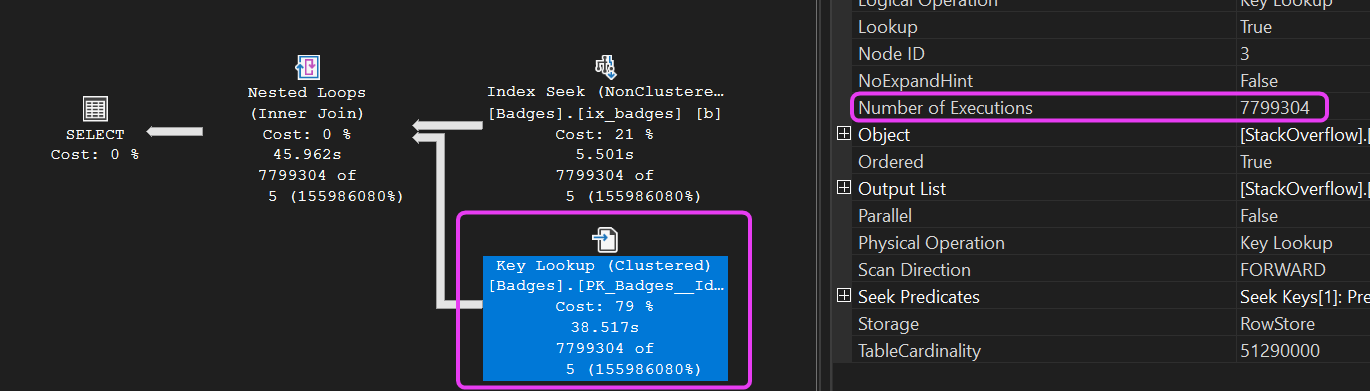 SELECT
Cost: 0 %
Nested Loops
(Inner Join)
Cost: 0 %
45.962s
7799304 of
5 (155986080%)
Index Seek (NonClustere…
[Badges].[ix_badges] [b]
Cost: 21 %
5.501s
7799304 of
5 (155986080%)
Key Lookup (Clustered)
[Badges].[PK_Badges__Id…
Cost: 79 %
38.517s
7799304 of
5 (155986080%)
Logical Operation Key Lookup
Lookup True
Node ID 3
NoExpandHint False
Number of Executions 7799304
Object [StackOverflow].[
Ordered True
Output List [StackOverflow].[
Parallel False
Physical Operation Key Lookup
Scan Direction FORWARD
Seek Predicates Seek Keys[1]: Pre
Storage RowStore
TableCardinality 51290000